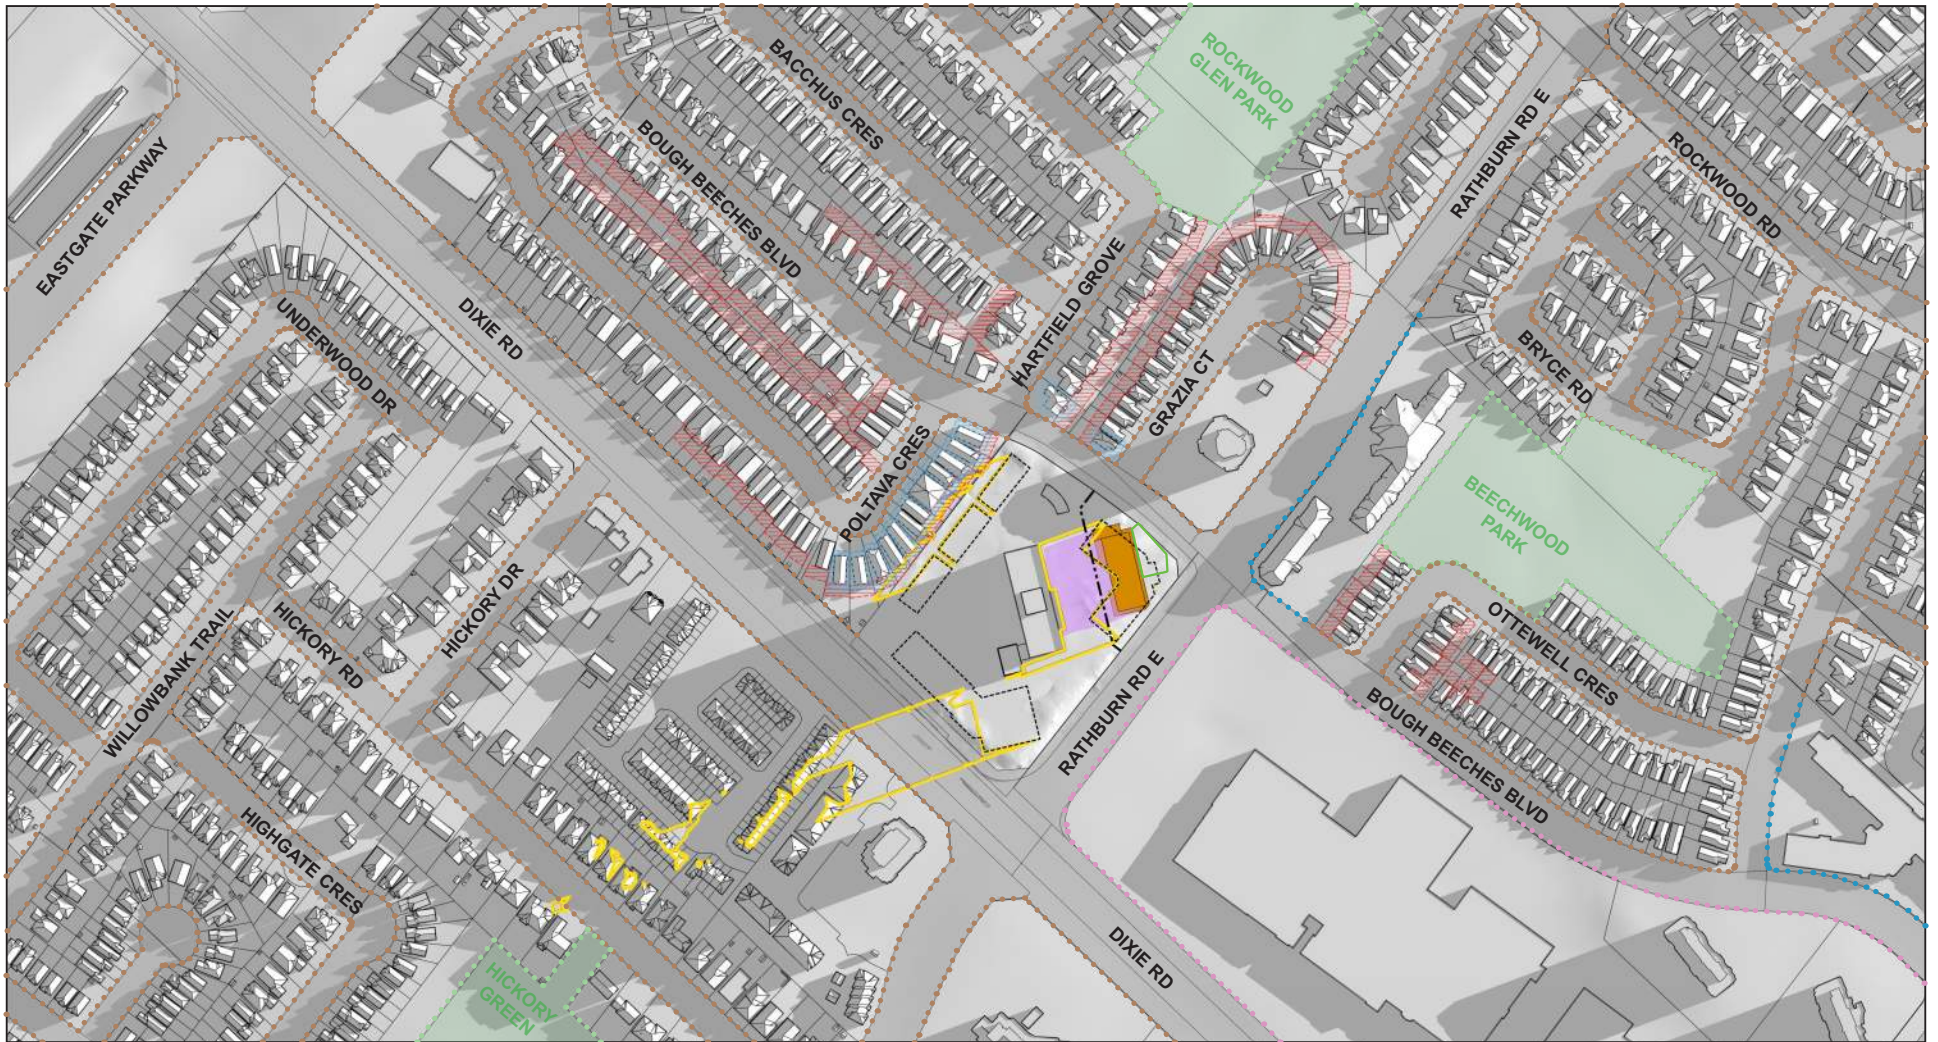 BACCHUS CRES
ROCKWOOD
GLEN PARK
RATHBURN RD E
ROCKWOOD RD
EASTGATE PARKWAY
BOUGH BEECHES BLVD
UNDERWOOD DR
DIXIE RD
HARTFIELD GROVE
GRAZIA CT
BRYCE RD
POLTAVA CRES
BEECHWOOD
PARK
HICKORY DR
WILLOWBANK TRAIL
HICKORY RD
OTTEWELL CRES
RATHBURN RD E
BOUGH BEECHES BLVD
HIGHGATE CRES
DIXIE RD
HICKORY
GREEN